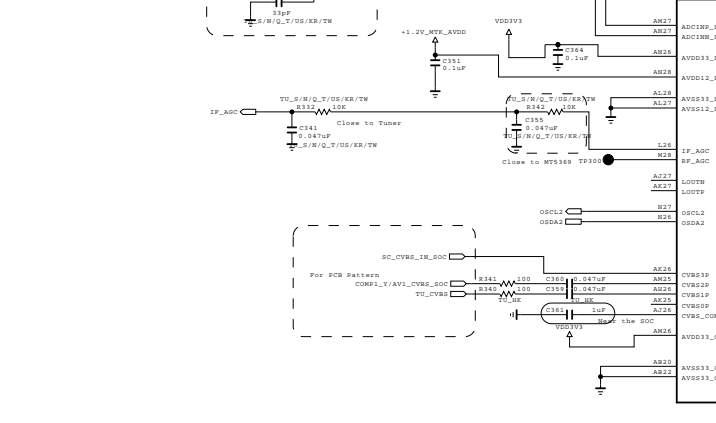 33pF
TU_S/N/Q_T/US/KR/TW
+1.2V_MTK_AVDD
VDD3V3
AM27
ADCINP_
AN27
ADCINN_
C364
0.1uF
AN26
AVDD33_
C351
0.1uF
AN28
AVDD12_
AL28
AVSS33_
AL27
AVSS12_
TU_S/N/Q_T/US/KR/TW
R332 10K
IF_AGC
C341
0.047uF
TU_S/N/Q_T/US/KR/TW
Close to Tuner
TU_S/N/Q_T/US/KR/TW
R342 10K
C355
0.047uF
TU_S/N/Q_T/US/KR/TW
Close to MT5369
TP300
L26
IF_AGC
M28
RF_AGC
AJ27
LOUTN
AK27
LOUTP
OSCL2
N27
OSCL2
OSDA2
N26
OSDA2
SC_CVBS_IN_SOC
For PCB Pattern
COMP1_Y/AV1_CVBS_SOC
TU_CVBS
R341 100
R340 100
TU_HK
C360 0.047uF
C359 0.047uF
TU_HK
C361 1uF
Near the SOC
AK26
CVBS3P
AM25
CVBS2P
AH26
CVBS1P
AK25
CVBS0P
AJ26
CVBS_COM
VDD3V3
AM26
AVDD33_
AB20
AVSS33_
AB22
AVSS33_